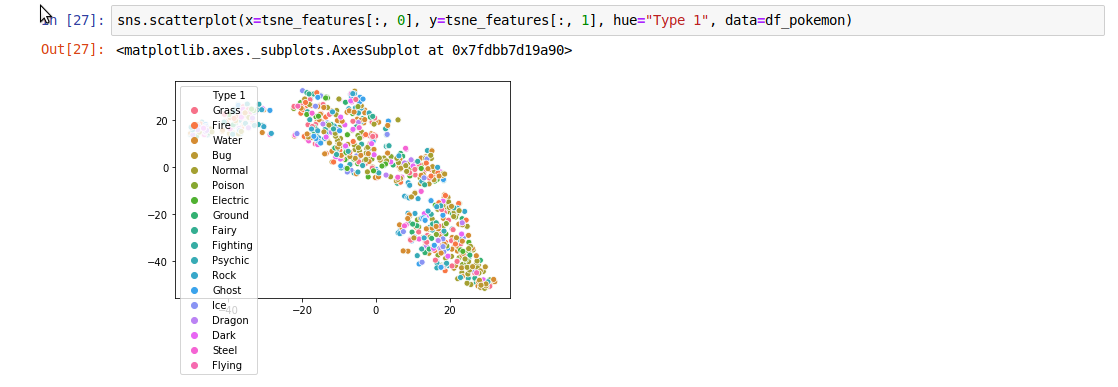 In [27]: sns.scatterplot(x=tsne_features[:, 0], y=tsne_features[:, 1], hue="Type 1", data=df_pokemon)
Out[27]: <matplotlib.axes._subplots.AxesSubplot at 0x7fdbb7d19a90>
20
0
−20
−40
Type 1
Grass
Fire
Water
Bug
Normal
Poison
Electric
Ground
Fairy
Fighting
Psychic
Rock
Ghost
Ice
Dragon
Dark
Steel
Flying
−40
−20
0
20